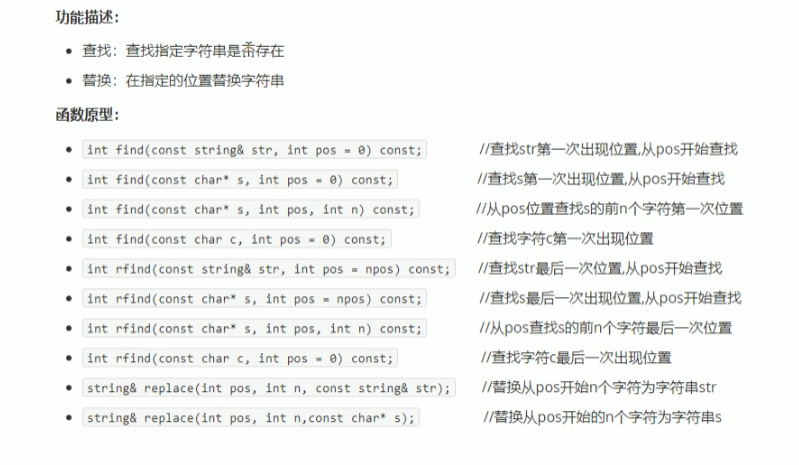 功能描述：
• 查找：查找指定字符串是否存在
• 替换：在指定的位置替换字符串
函数原型：
• int find(const string& str, int pos = 0) const; //查找str第一次出现位置,从pos开始查找
• int find(const char* s, int pos = 0) const; //查找s第一次出现位置,从pos开始查找
• int find(const char* s, int pos, int n) const; //从pos位置查找s的前n个字符第一次位置
• int find(const char c, int pos = 0) const; //查找字符c第一次出现位置
• int rfind(const string& str, int pos = npos) const; //查找str最后一次位置,从pos开始查找
• int rfind(const char* s, int pos = npos) const; //查找s最后一次出现位置,从pos开始查找
• int rfind(const char* s, int pos, int n) const; //从pos查找s的前n个字符最后一次位置
• int rfind(const char c, int pos = 0) const; //查找字符c最后一次出现位置
• string& replace(int pos, int n, const string& str); //替换从pos开始n个字符为字符串str
• string& replace(int pos, int n,const char* s); //替换从pos开始的n个字符为字符串s